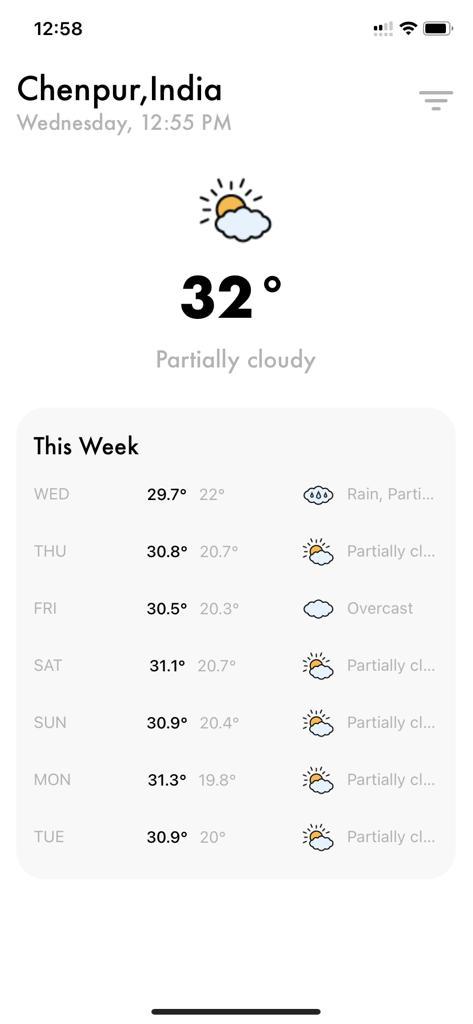 12:58
Chenpur,India
Wednesday, 12:55 PM
32°
Partially cloudy
This Week
WED 29.7° 22° Rain, Parti...
THU 30.8° 20.7° Partially cl...
FRI 30.5° 20.3° Overcast
SAT 31.1° 20.7° Partially cl...
SUN 30.9° 20.4° Partially cl...
MON 31.3° 19.8° Partially cl...
TUE 30.9° 20° Partially cl...